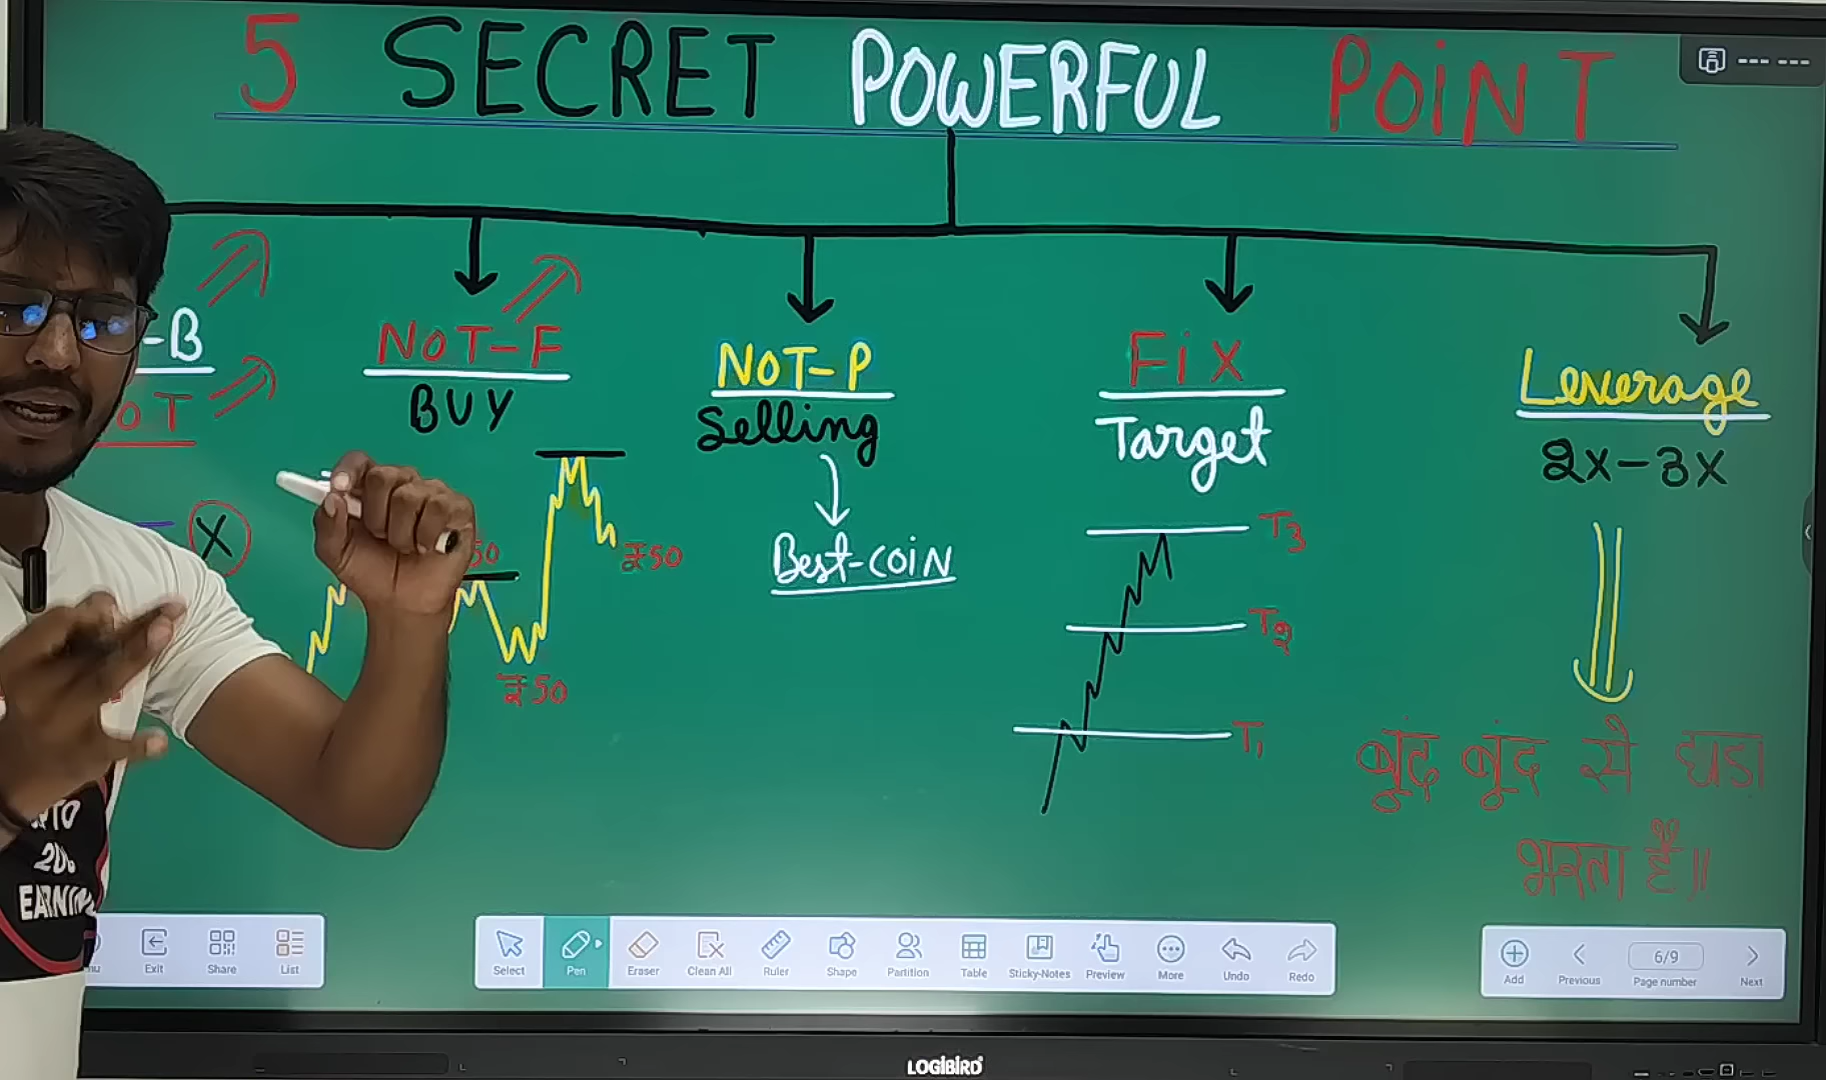 5 SECRET POWERFUL POINT
-B
NOT-F
BUY
NOT-P
Selling
Best-COIN
FiX
Target
Leverage
2X-3X
X
₹50
₹50
T3
T2
T1
बुंद बुंद से घडा
भरता है॥
20
EARNING
Exit
Share
List
Select
Pen
Eraser
Clean All
Ruler
Shape
Partition
Table
Sticky-Notes
Preview
More
Undo
Redo
Add
Previous
6/9
Page number
Next
LOGIBIRD